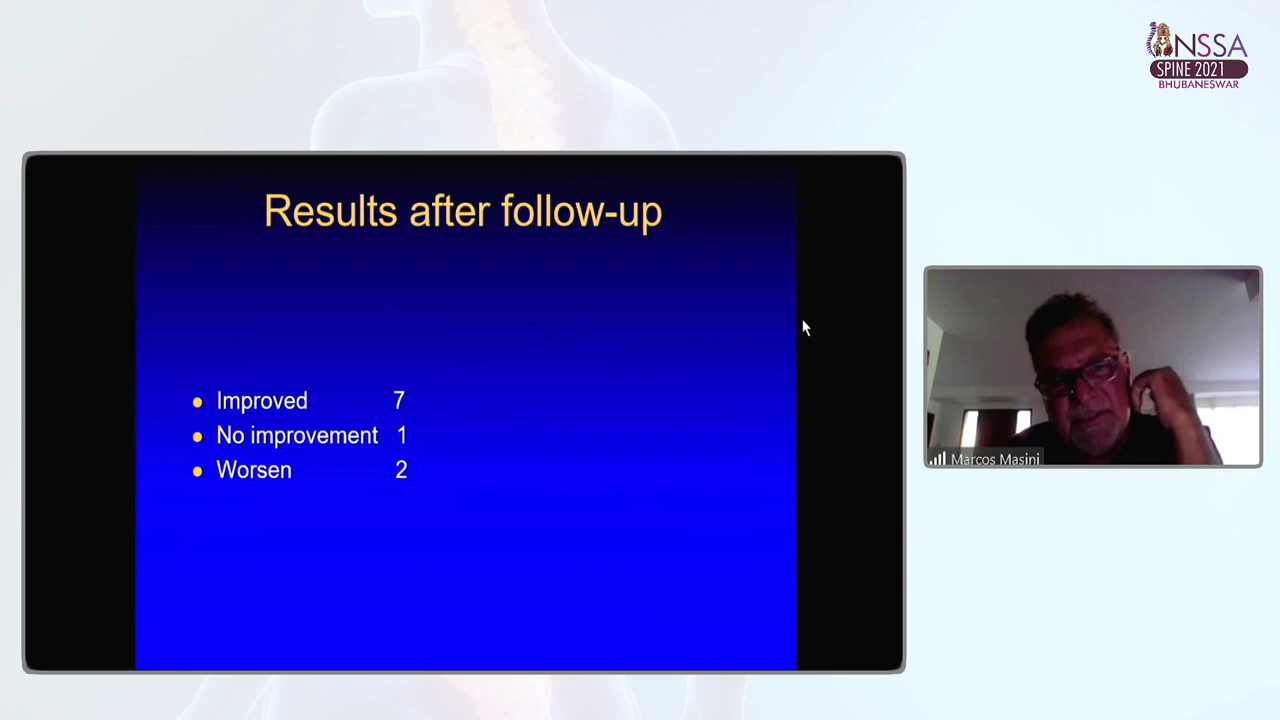 NSSA
SPINE 2021
BHUBANESWAR
Results after follow-up
Improved 7
No improvement 1
Worsen 2
Marcos Masini